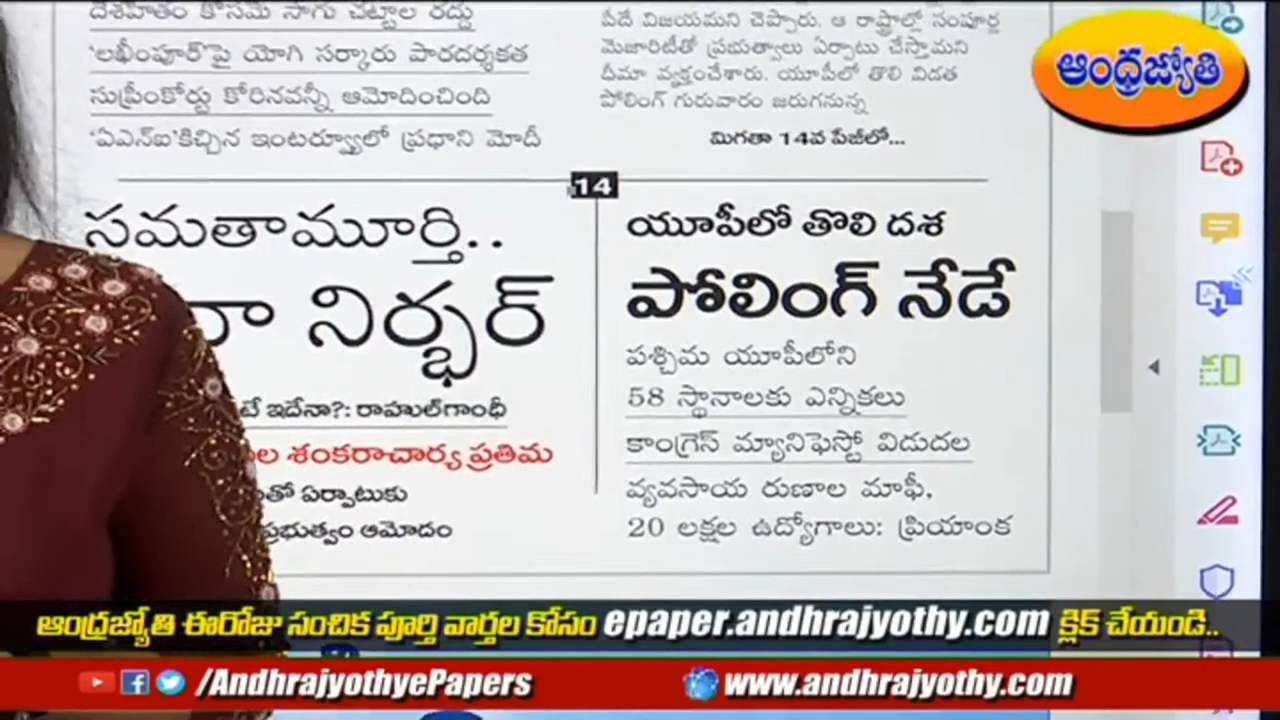 దేశహితం కోసమే సాగు చట్టాల రద్దు
‘లఖీంపూర్’పై యోగి సర్కారు పారదర్శకత
సుప్రీంకోర్టు కోరినవన్నీ ఆమోదించింది
‘ఏఎన్ఐ’కిచ్చిన ఇంటర్వ్యూలో ప్రధాని మోదీ
పీదే విజయమని చెప్పారు. ఆ రాష్ట్రాల్లో సంపూర్ణ
మెజారిటీతో ప్రభుత్వాలు ఏర్పాటు చేస్తామని
ధీమా వ్యక్తంచేశారు. యూపీలో తొలి విడత
పోలింగ్ గురువారం జరుగనున్న
మిగతా 14వ పేజీలో...
ఆంధ్రజ్యోతి
14
సమతామూర్తి..
నిర్భర్
ఇదేనా?: రాహుల్‌గాంధీ
శంకరాచార్య ప్రతిమ
ఏర్పాటుకు
ప్రభుత్వం ఆమోదం
యూపీలో తొలి దశ
పోలింగ్ నేడే
పశ్చిమ యూపీలోని
58 స్థానాలకు ఎన్నికలు
కాంగ్రెస్ మ్యానిఫెస్టో విడుదల
వ్యవసాయ రుణాల మాఫీ,
20 లక్షల ఉద్యోగాలు: ప్రియాంక
ఆంధ్రజ్యోతి ఈరోజు సంచిక పూర్తి వార్తల కోసం epaper.andhrajyothy.com క్లిక్ చేయండి..
/AndhrajyothyePapers
www.andhrajyothy.com